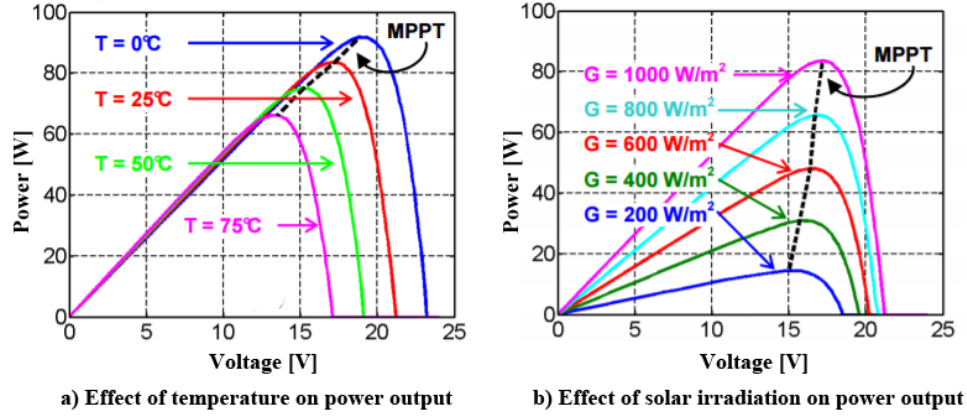 100
80
60
40
20
0
0
5
10
15
20
25
Power [W]
Voltage [V]
T = 0℃
T = 25℃
T = 50℃
T = 75℃
MPPT
a) Effect of temperature on power output
100
80
60
40
20
0
0
5
10
15
20
25
Power [W]
Voltage [V]
G = 1000 W/m²
G = 800 W/m²
G = 600 W/m²
G = 400 W/m²
G = 200 W/m²
MPPT
b) Effect of solar irradiation on power output